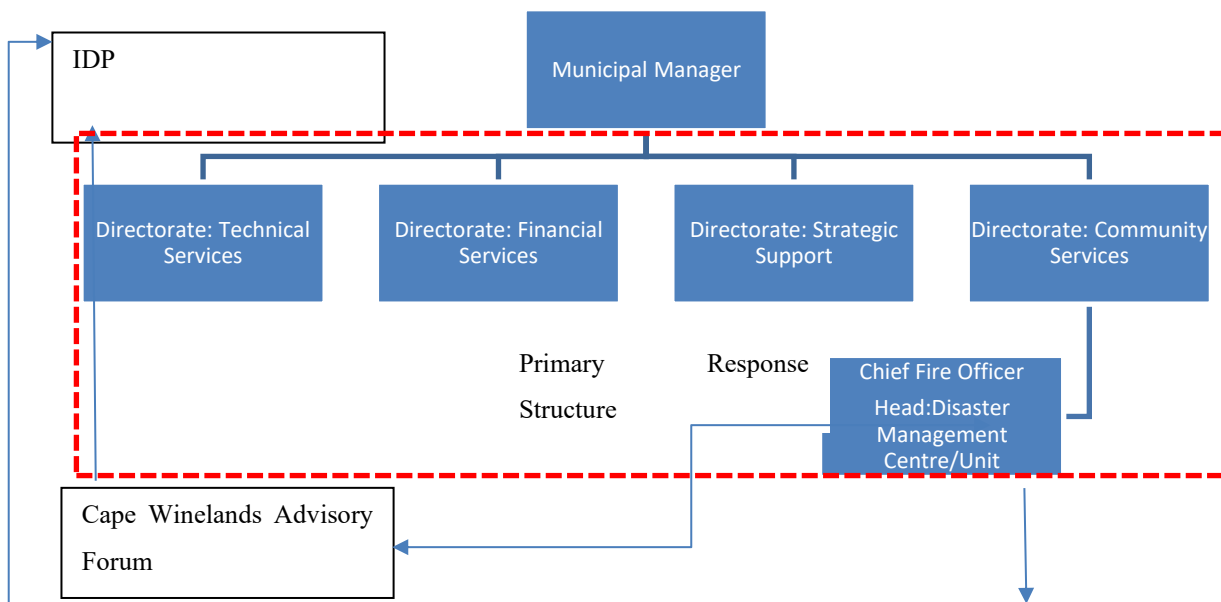 IDP
Municipal Manager
Directorate: Technical
Services
Directorate: Financial
Services
Directorate: Strategic
Support
Directorate: Community
Services
Primary Response
Structure
Chief Fire Officer
Head:Disaster
Management
Centre/Unit
Cape Winelands Advisory
Forum